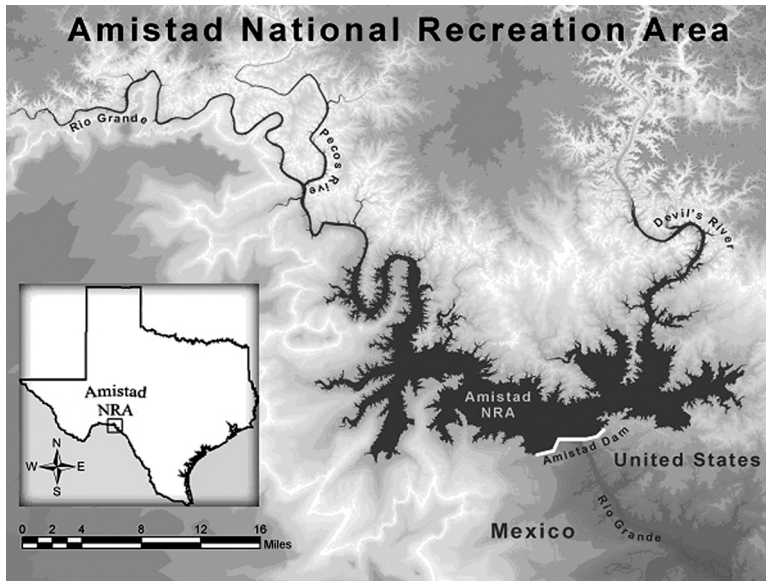 Amistad National Recreation Area
Rio Grande
Pecos Rive
Devil's River
Amistad
NRA
N
W E
S
Amistad
NRA
Amistad Dam
United States
Rio Grande
Mexico
0 2 4 8 12 16
Miles